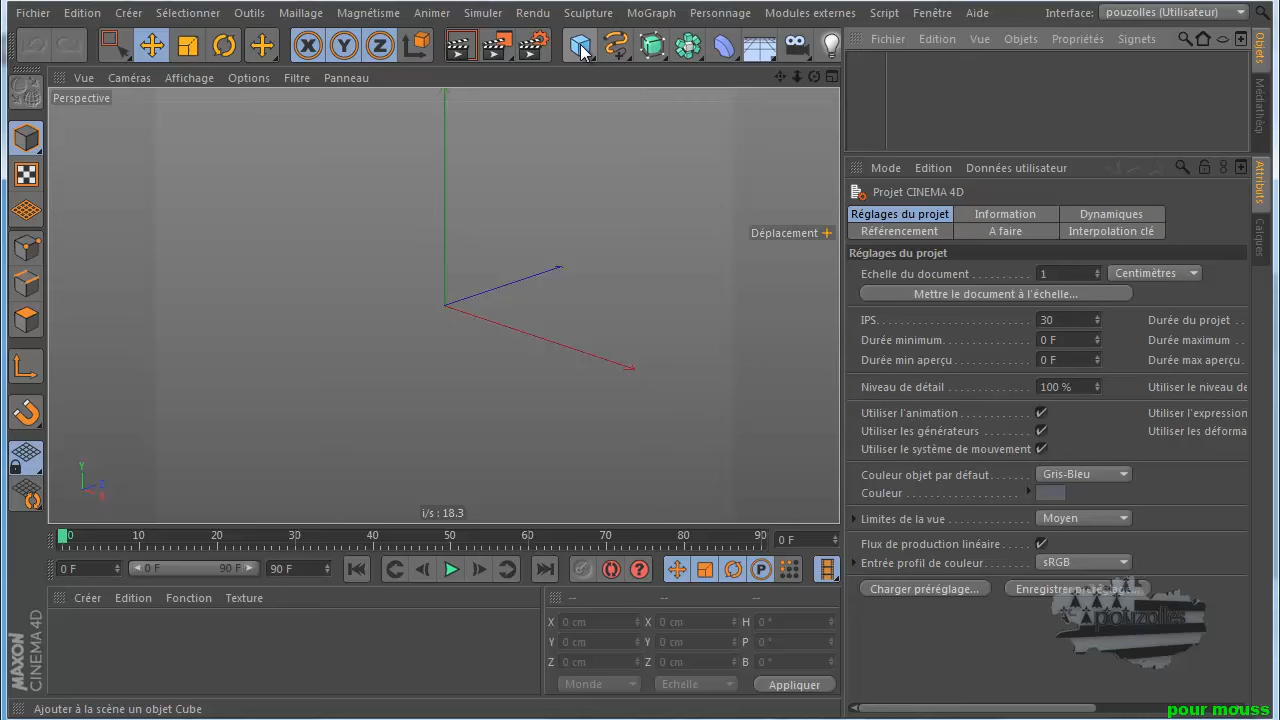 Fichier Edition Créer Sélectionner Outils Maillage Magnétisme Animer Simuler Rendu Sculpture MoGraph Personnage Modules externes Script Fenêtre Aide Interface: pouzolles (Utilisateur)
X Y Z
Fichier Edition Vue Objets Propriétés Signets
Objets
Médiathèqu
Vue Caméras Affichage Options Filtre Panneau
Perspective
Déplacement
Y
Z
X
i/s : 18.3
Mode Edition Données utilisateur
Attributs
Calques
Projet CINEMA 4D
Réglages du projet Information Dynamiques
Référencement A faire Interpolation clé
Réglages du projet
Echelle du document 1 Centimètres
Mettre le document à l'échelle...
IPS 30 Durée du projet
Durée minimum 0 F Durée maximum
Durée min aperçu 0 F Durée max aperçu
Niveau de détail 100 % Utiliser le niveau de
Utiliser l'animation Utiliser l'expression
Utiliser les générateurs Utiliser les déforma
Utiliser le système de mouvement
Couleur objet par défaut Gris-Bleu
Couleur
Limites de la vue Moyen
Flux de production linéaire
Entrée profil de couleur sRGB
Charger préréglage... Enregistrer préréglage...
pouzolles
0 10 20 30 40 50 60 70 80 90 0 F
0 F 0 F 90 F 90 F
P
Créer Edition Fonction Texture
-- -- --
X 0 cm X 0 cm H 0 °
Y 0 cm Y 0 cm P 0 °
Z 0 cm Z 0 cm B 0 °
Monde Echelle Appliquer
MAXON
CINEMA 4D
Ajouter à la scène un objet Cube
pour mouss